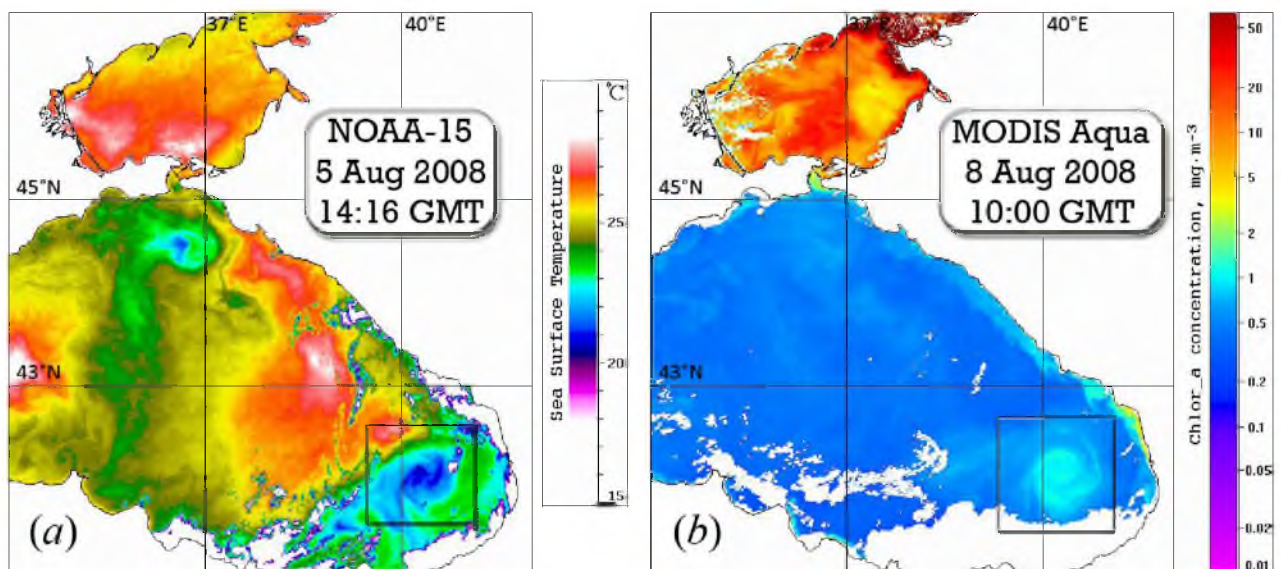 37°E
40°E
NOAA-15
5 Aug 2008
14:16 GMT
45°N
43°N
(a)
°C
25
20
15
Sea Surface Temperature
37°E
40°E
MODIS Aqua
8 Aug 2008
10:00 GMT
45°N
43°N
(b)
Chlor_a concentration, mg·m⁻³
50
20
10
5
2
1
0.5
0.2
0.1
0.05
0.02
0.01